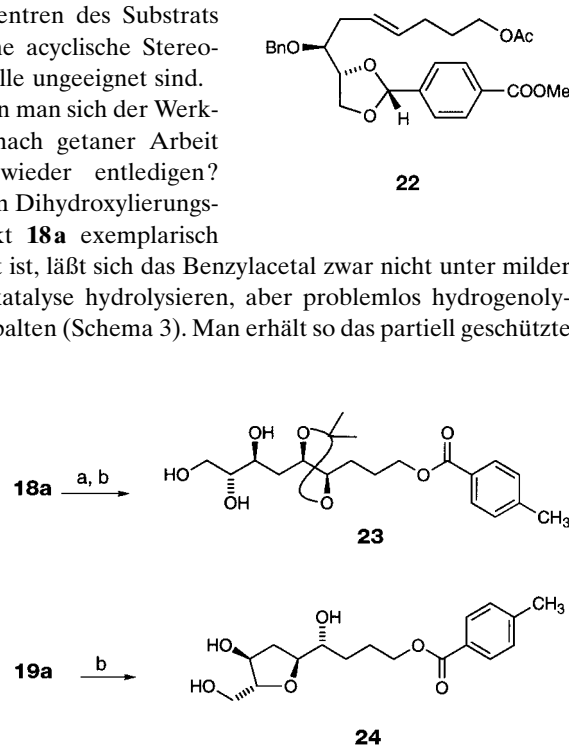 entren des Substrats
ne acyclische Stereo-
lle ungeeignet sind.
n man sich der Werk-
nach getaner Arbeit
wieder entledigen?
n Dihydroxylierungs-
kt 18a exemplarisch
t ist, läßt sich das Benzylacetal zwar nicht unter milder
katalyse hydrolysieren, aber problemlos hydrogenoly-
palten (Schema 3). Man erhält so das partiell geschützte
BnO
OAc
O
O
H
COOMe
22
18a
a, b
OH
HO
OH
O
O
O
O
CH3
23
19a
b
OH
HO
HO
O
O
O
CH3
24